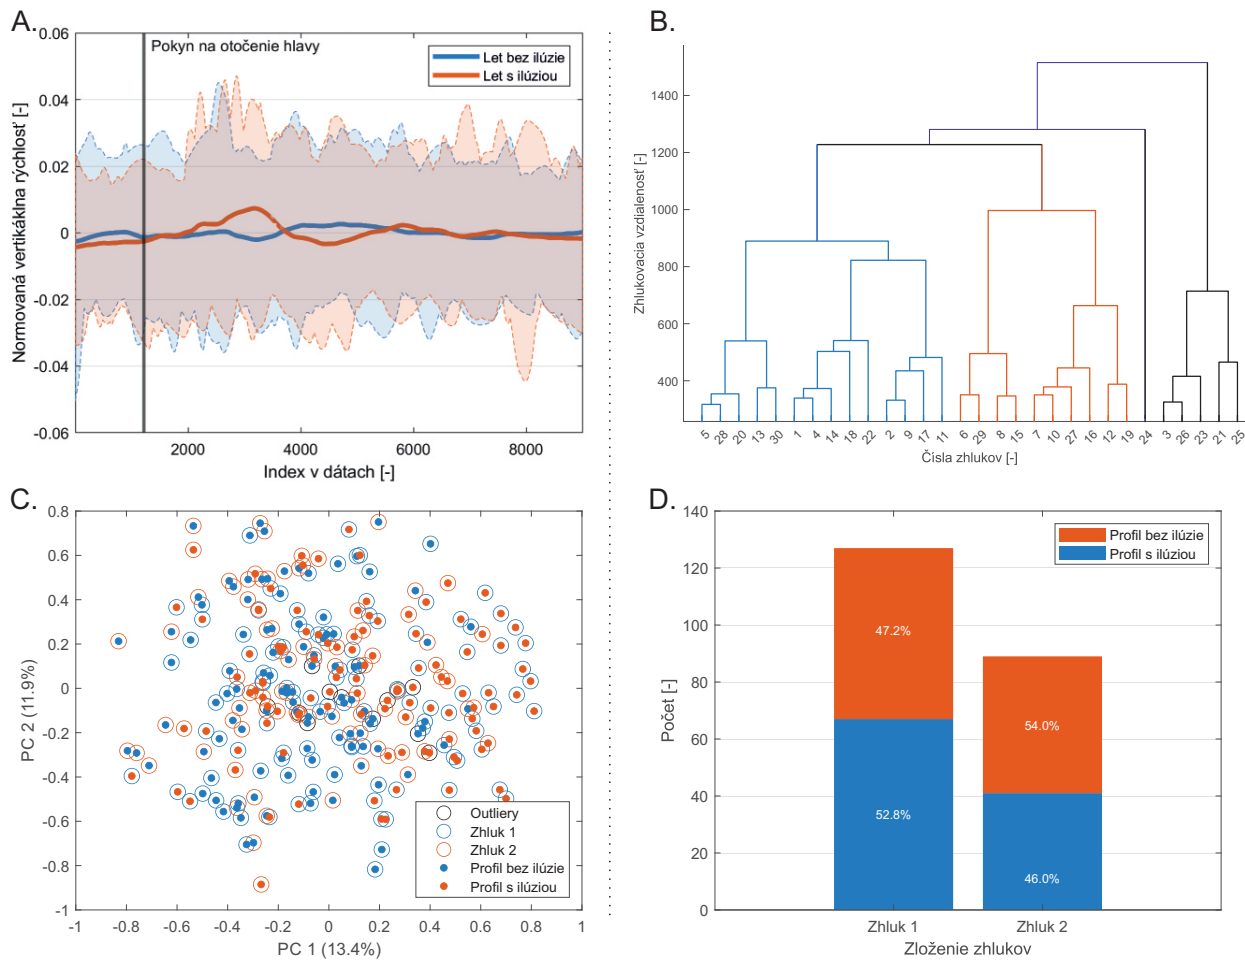 A.
0.06
0.04
0.02
0
-0.02
-0.04
-0.06
Normovaná vertikáklna rýchlosť [-]
Pokyn na otočenie hlavy
Let bez ilúzie
Let s ilúziou
2000 4000 6000 8000
Index v dátach [-]
B.
1400
1200
1000
800
600
400
Zhlukovacia vzdialenosť [-]
5 28 20 13 30 1 4 14 18 22 2 9 17 11 6 29 8 15 7 10 27 16 12 19 24 3 26 23 21 25
Čísla zhlukov [-]
C.
0.8
0.6
0.4
0.2
0
-0.2
-0.4
-0.6
-0.8
-1
PC 2 (11.9%)
Outliery
Zhluk 1
Zhluk 2
Profil bez ilúzie
Profil s ilúziou
-1 -0.8 -0.6 -0.4 -0.2 0 0.2 0.4 0.6 0.8 1
PC 1 (13.4%)
D.
140
120
100
80
60
40
20
0
Počet [-]
Profil bez ilúzie
Profil s ilúziou
47.2%
52.8%
54.0%
46.0%
Zhluk 1 Zhluk 2
Zloženie zhlukov